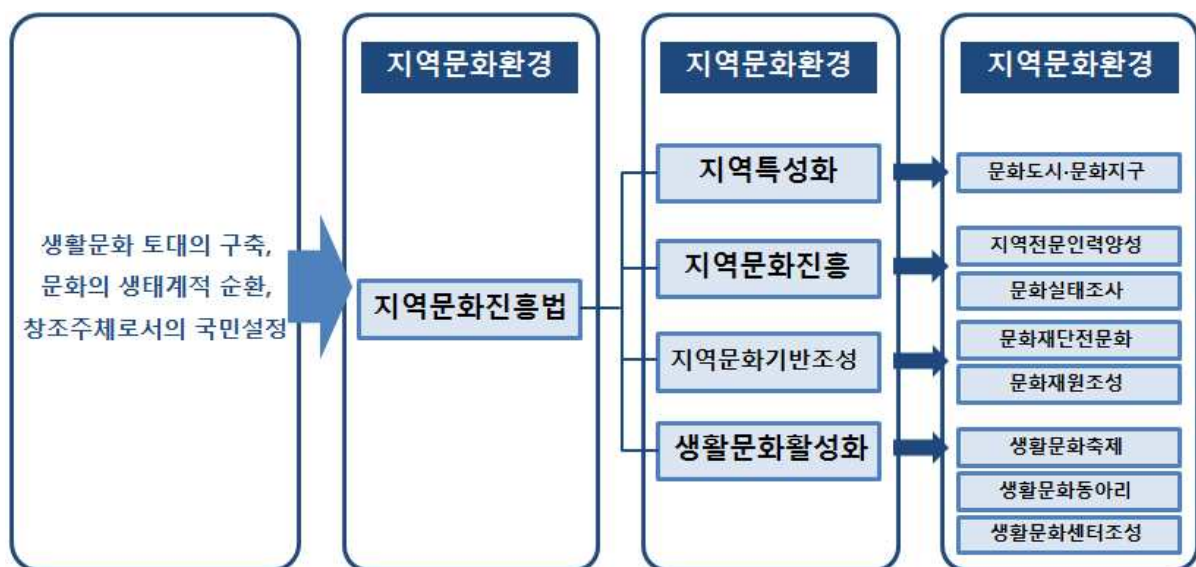 생활문화 토대의 구축,
문화의 생태계적 순환,
창조주체로서의 국민설정
지역문화환경
지역문화진흥법
지역문화환경
지역특성화
지역문화진흥
지역문화기반조성
생활문화활성화
지역문화환경
문화도시·문화지구
지역전문인력양성
문화실태조사
문화재단전문화
문화재원조성
생활문화축제
생활문화동아리
생활문화센터조성